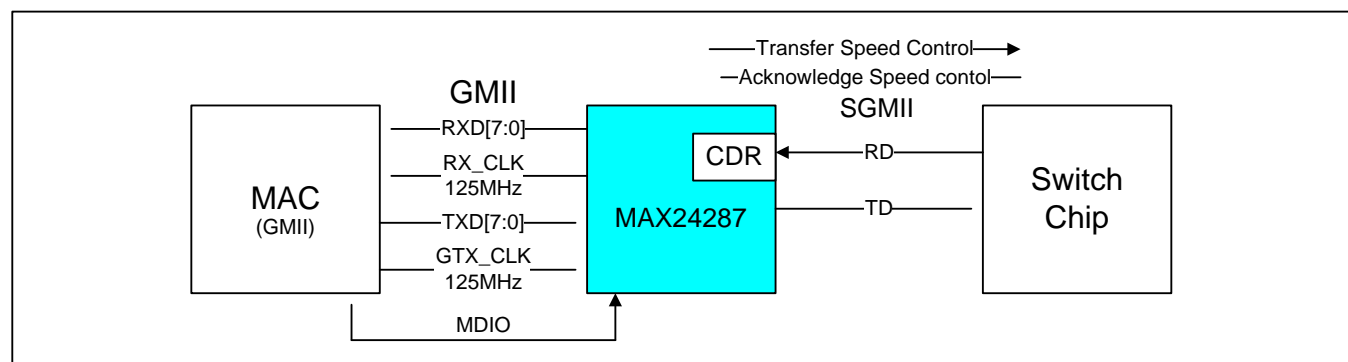 Transfer Speed Control
Acknowledge Speed contol
GMII
SGMII
RXD[7:0]
RX_CLK
125MHz
TXD[7:0]
GTX_CLK
125MHz
MDIO
MAC
(GMII)
CDR
MAX24287
RD
TD
Switch
Chip